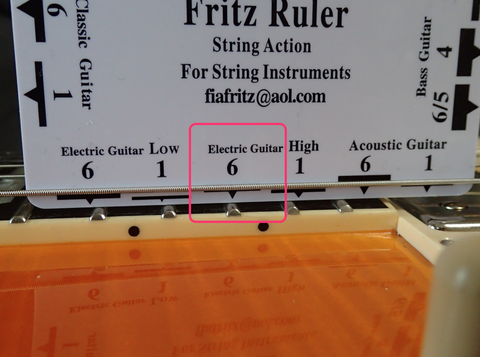 Fritz Ruler
String Action
For String Instruments
fiafritz@aol.com
Classic Guitar
6
1
Bass Guitar
4
6/5
Electric Guitar Low
6 1
Electric Guitar High
6 1
Acoustic Guitar
6 1